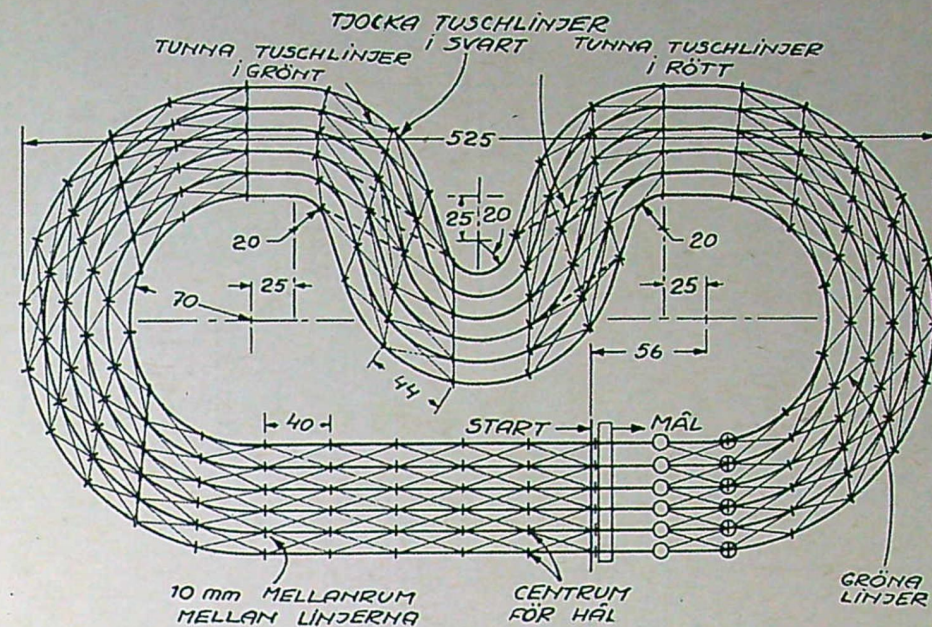 TJOCKA TUSCHLINJER
i SVART
TUNNA TUSCHLINJER
i GRÖNT
TUNNA TUSCHLINJER
i RÖTT
525
25
20
20
20
25
25
70
56
44
40
START
MÅL
10 mm MELLANRUM
MELLAN LINJERNA
CENTRUM
FÖR HÅL
GRÖNA
LINJER